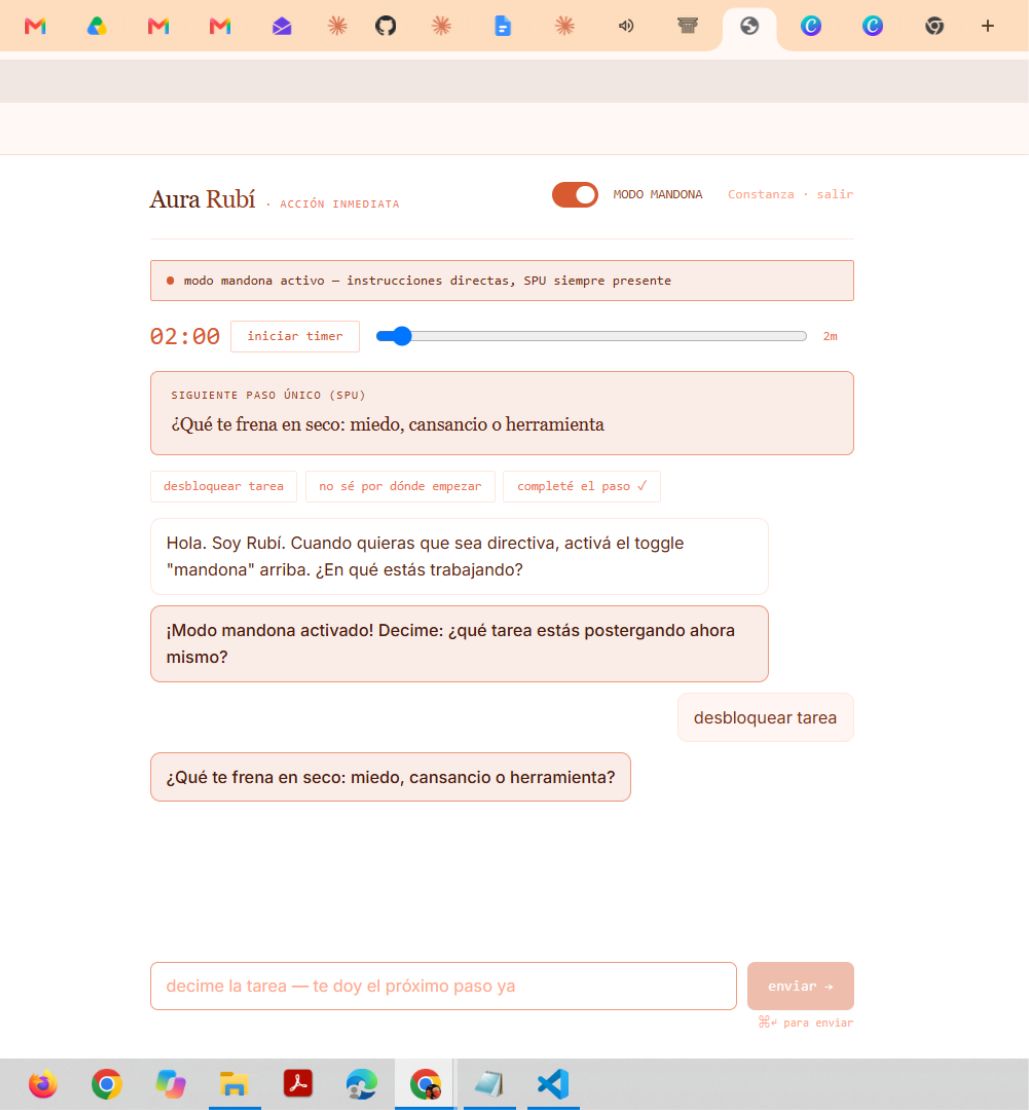 Aura Rubí · ACCIÓN INMEDIATA
MODO MANDONA
Constanza · salir
modo mandona activo — instrucciones directas, SPU siempre presente
02:00
iniciar timer
2m
SIGUIENTE PASO ÚNICO (SPU)
¿Qué te frena en seco: miedo, cansancio o herramienta
desbloquear tarea
no sé por dónde empezar
completé el paso ✓
Hola. Soy Rubí. Cuando quieras que sea directiva, activá el toggle
"mandona" arriba. ¿En qué estás trabajando?
¡Modo mandona activado! Decime: ¿qué tarea estás postergando ahora
mismo?
desbloquear tarea
¿Qué te frena en seco: miedo, cansancio o herramienta?
decime la tarea — te doy el próximo paso ya
enviar →
⌘↵ para enviar